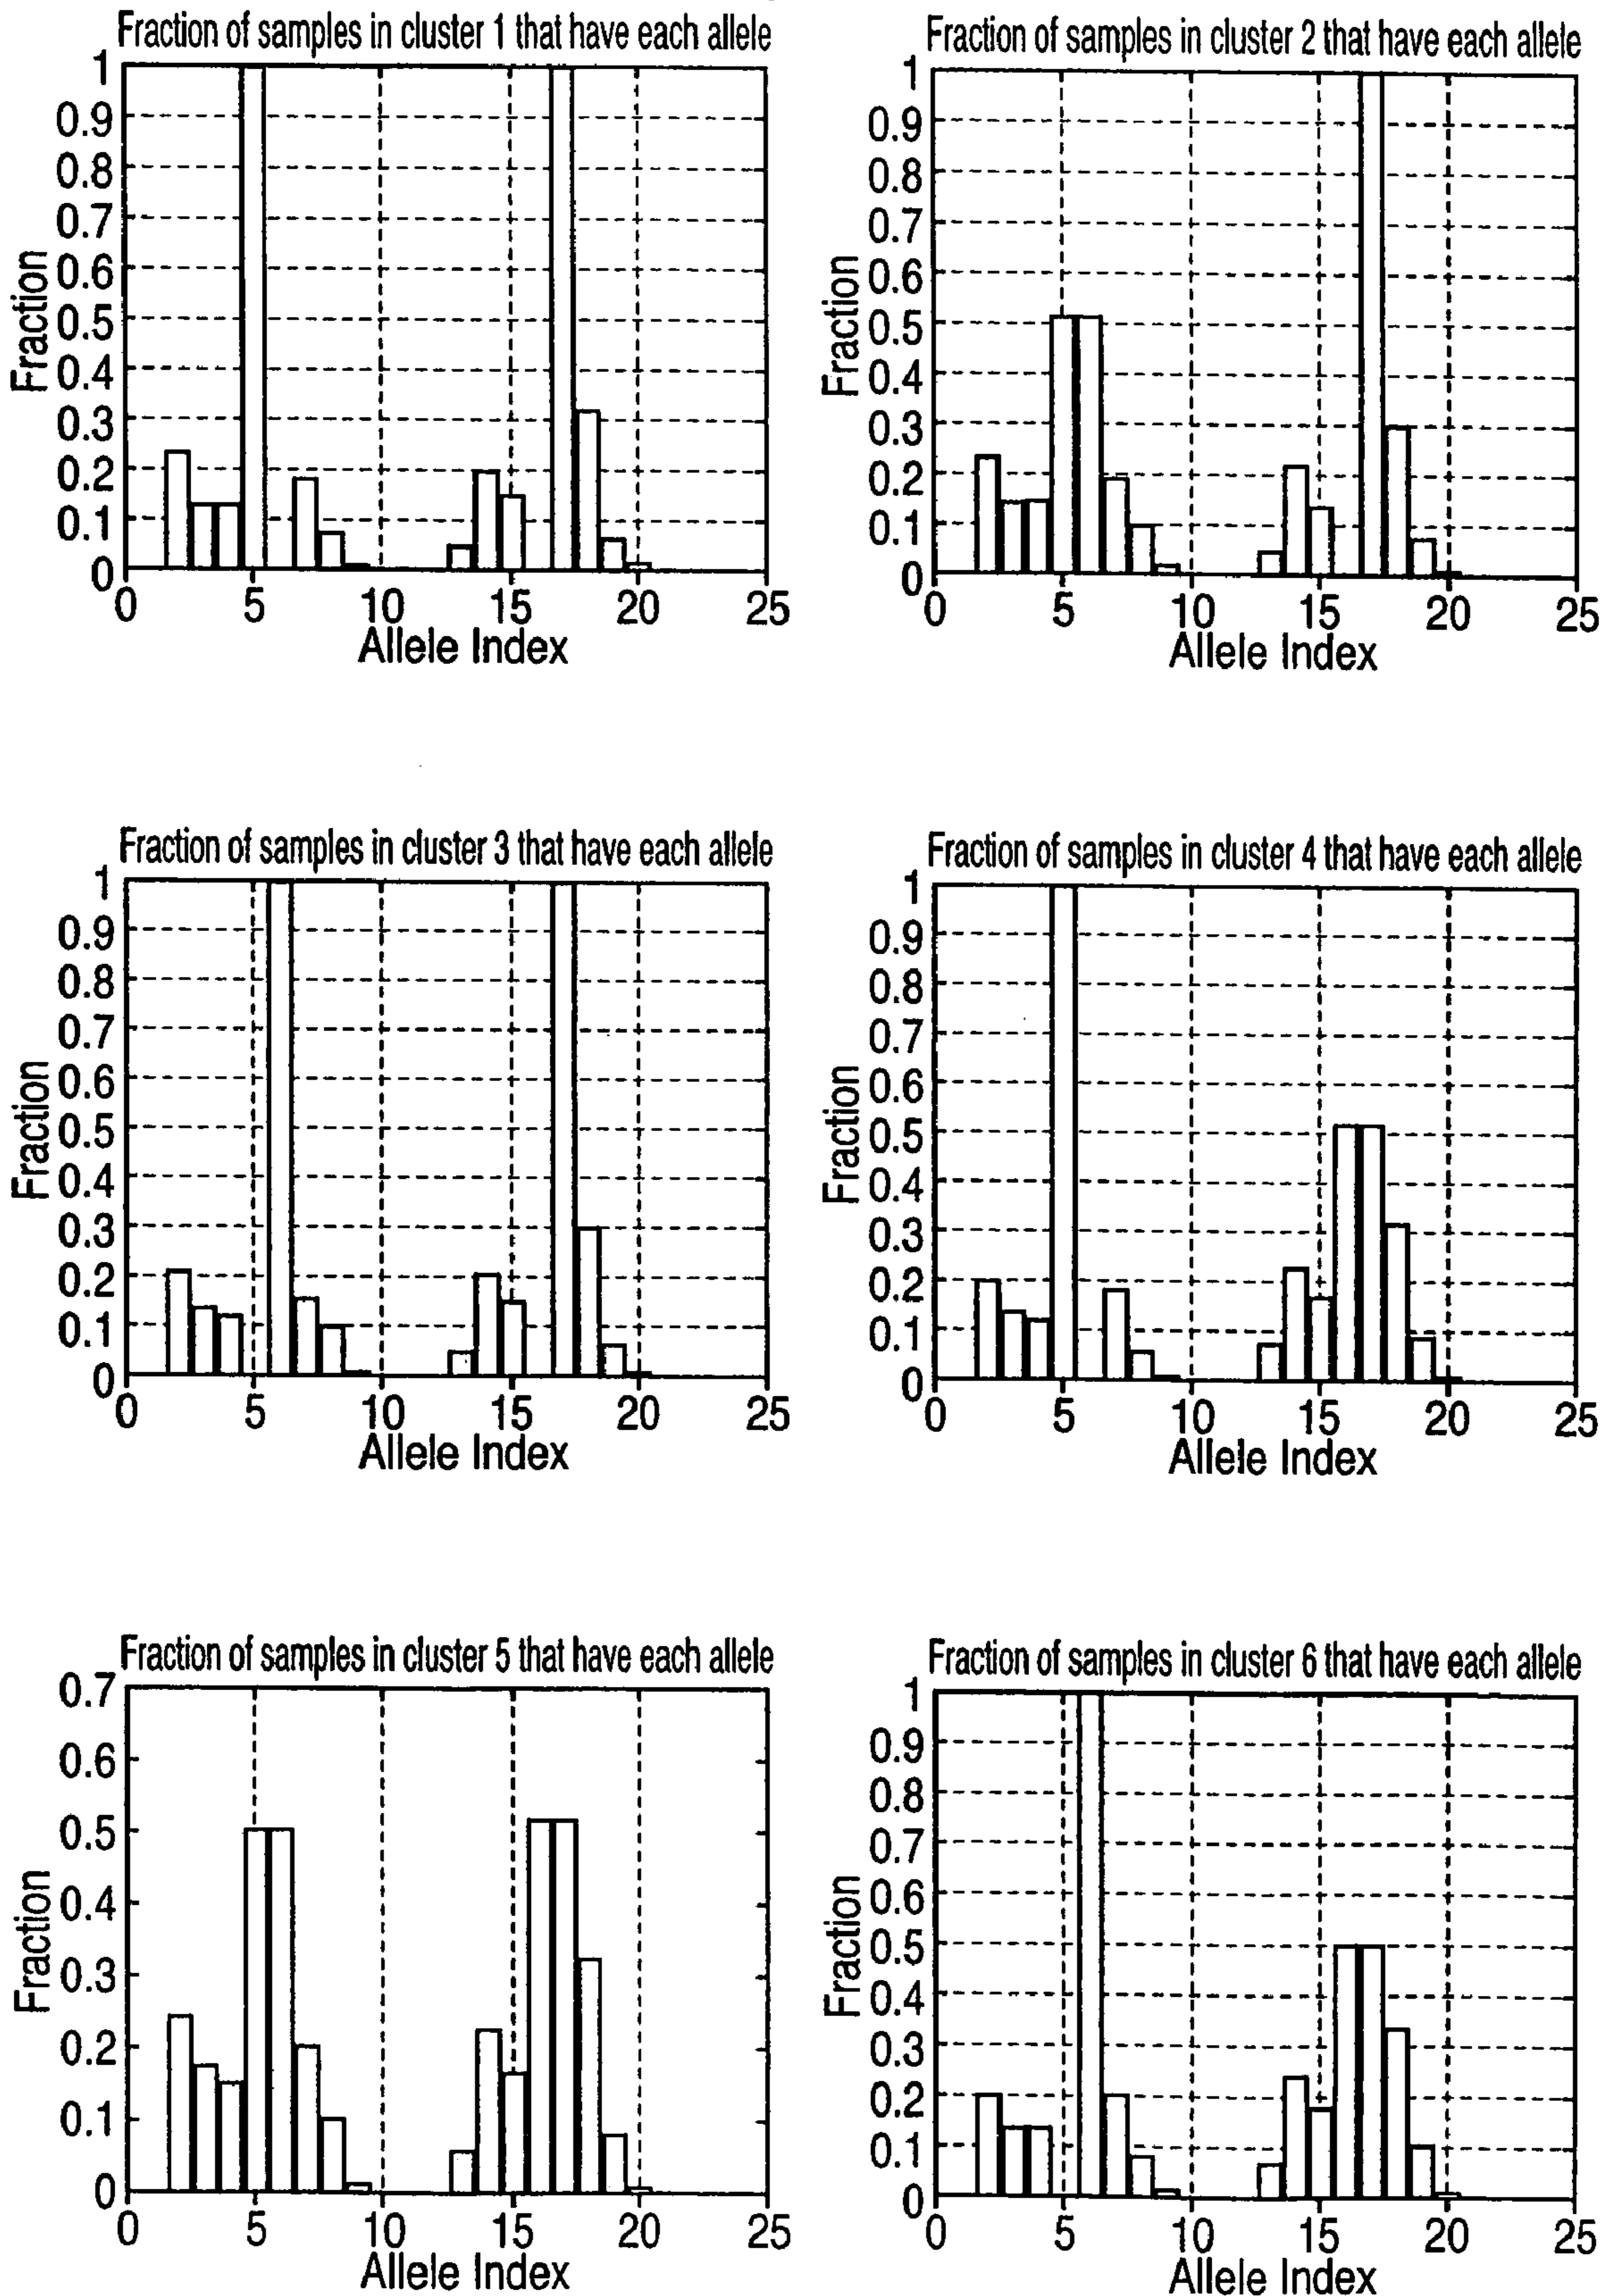 Fraction of samples in cluster 1 that have each allele
1
0.9
0.8
0.7
0.6
0.5
0.4
0.3
0.2
0.1
0
Fraction
0 5 10 15 20 25
Allele Index
Fraction of samples in cluster 2 that have each allele
1
0.9
0.8
0.7
0.6
0.5
0.4
0.3
0.2
0.1
0
Fraction
0 5 10 15 20 25
Allele Index
Fraction of samples in cluster 3 that have each allele
1
0.9
0.8
0.7
0.6
0.5
0.4
0.3
0.2
0.1
0
Fraction
0 5 10 15 20 25
Allele Index
Fraction of samples in cluster 4 that have each allele
1
0.9
0.8
0.7
0.6
0.5
0.4
0.3
0.2
0.1
0
Fraction
0 5 10 15 20 25
Allele Index
Fraction of samples in cluster 5 that have each allele
0.7
0.6
0.5
0.4
0.3
0.2
0.1
0
Fraction
0 5 10 15 20 25
Allele Index
Fraction of samples in cluster 6 that have each allele
1
0.9
0.8
0.7
0.6
0.5
0.4
0.3
0.2
0.1
0
Fraction
0 5 10 15 20 25
Allele Index